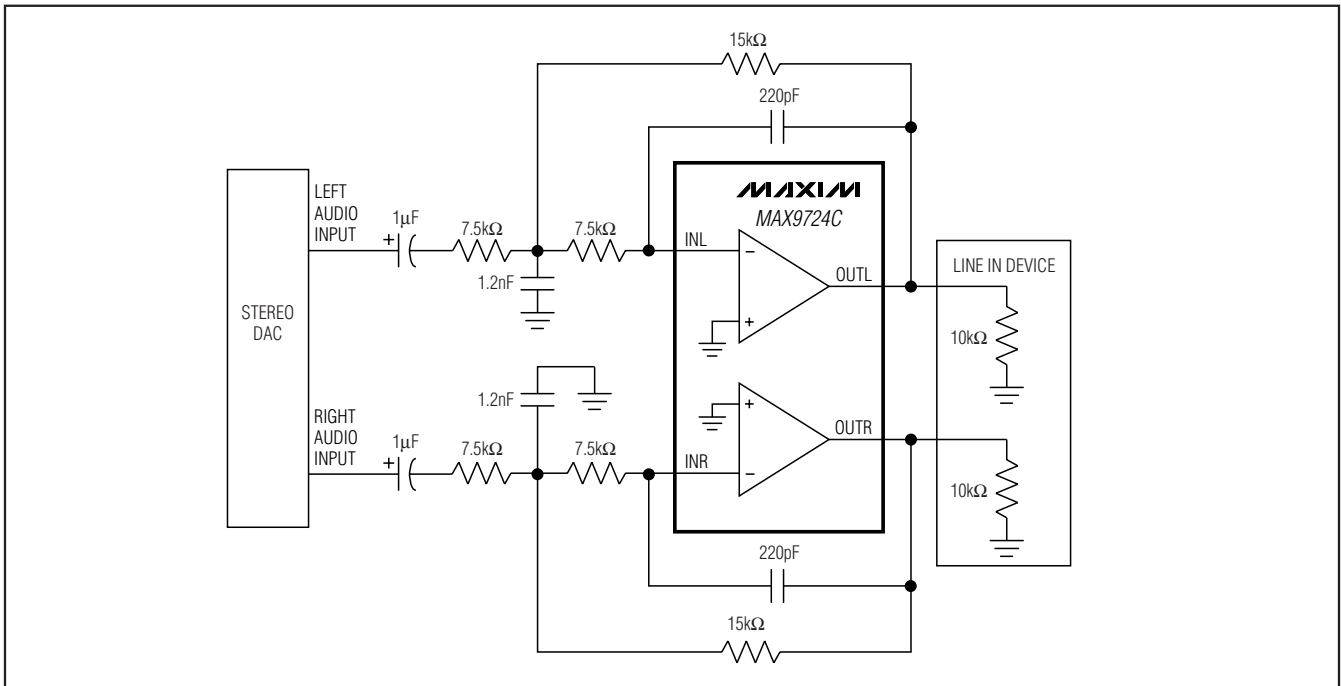 15kΩ
220pF
MAXIM
MAX9724C
LEFT
AUDIO
INPUT
1μF
+
7.5kΩ
7.5kΩ
INL
−
+
OUTL
1.2nF
LINE IN DEVICE
10kΩ
STEREO
DAC
1.2nF
RIGHT
AUDIO
INPUT
1μF
+
7.5kΩ
7.5kΩ
INR
+
−
OUTR
10kΩ
220pF
15kΩ